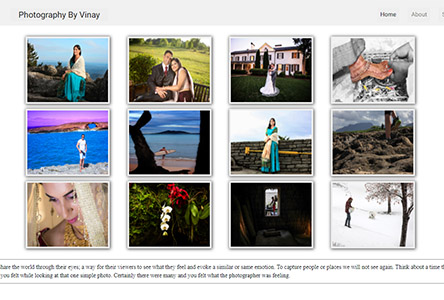 Photography By Vinay
Home About
hare the world through their eyes; a way for their viewers to see what they feel and evoke a similar or same emotion. To capture people or places we will not see again. Think about a time th
you felt while looking at that one simple photo. Certainly there were many and you felt what the photographer was feeling.